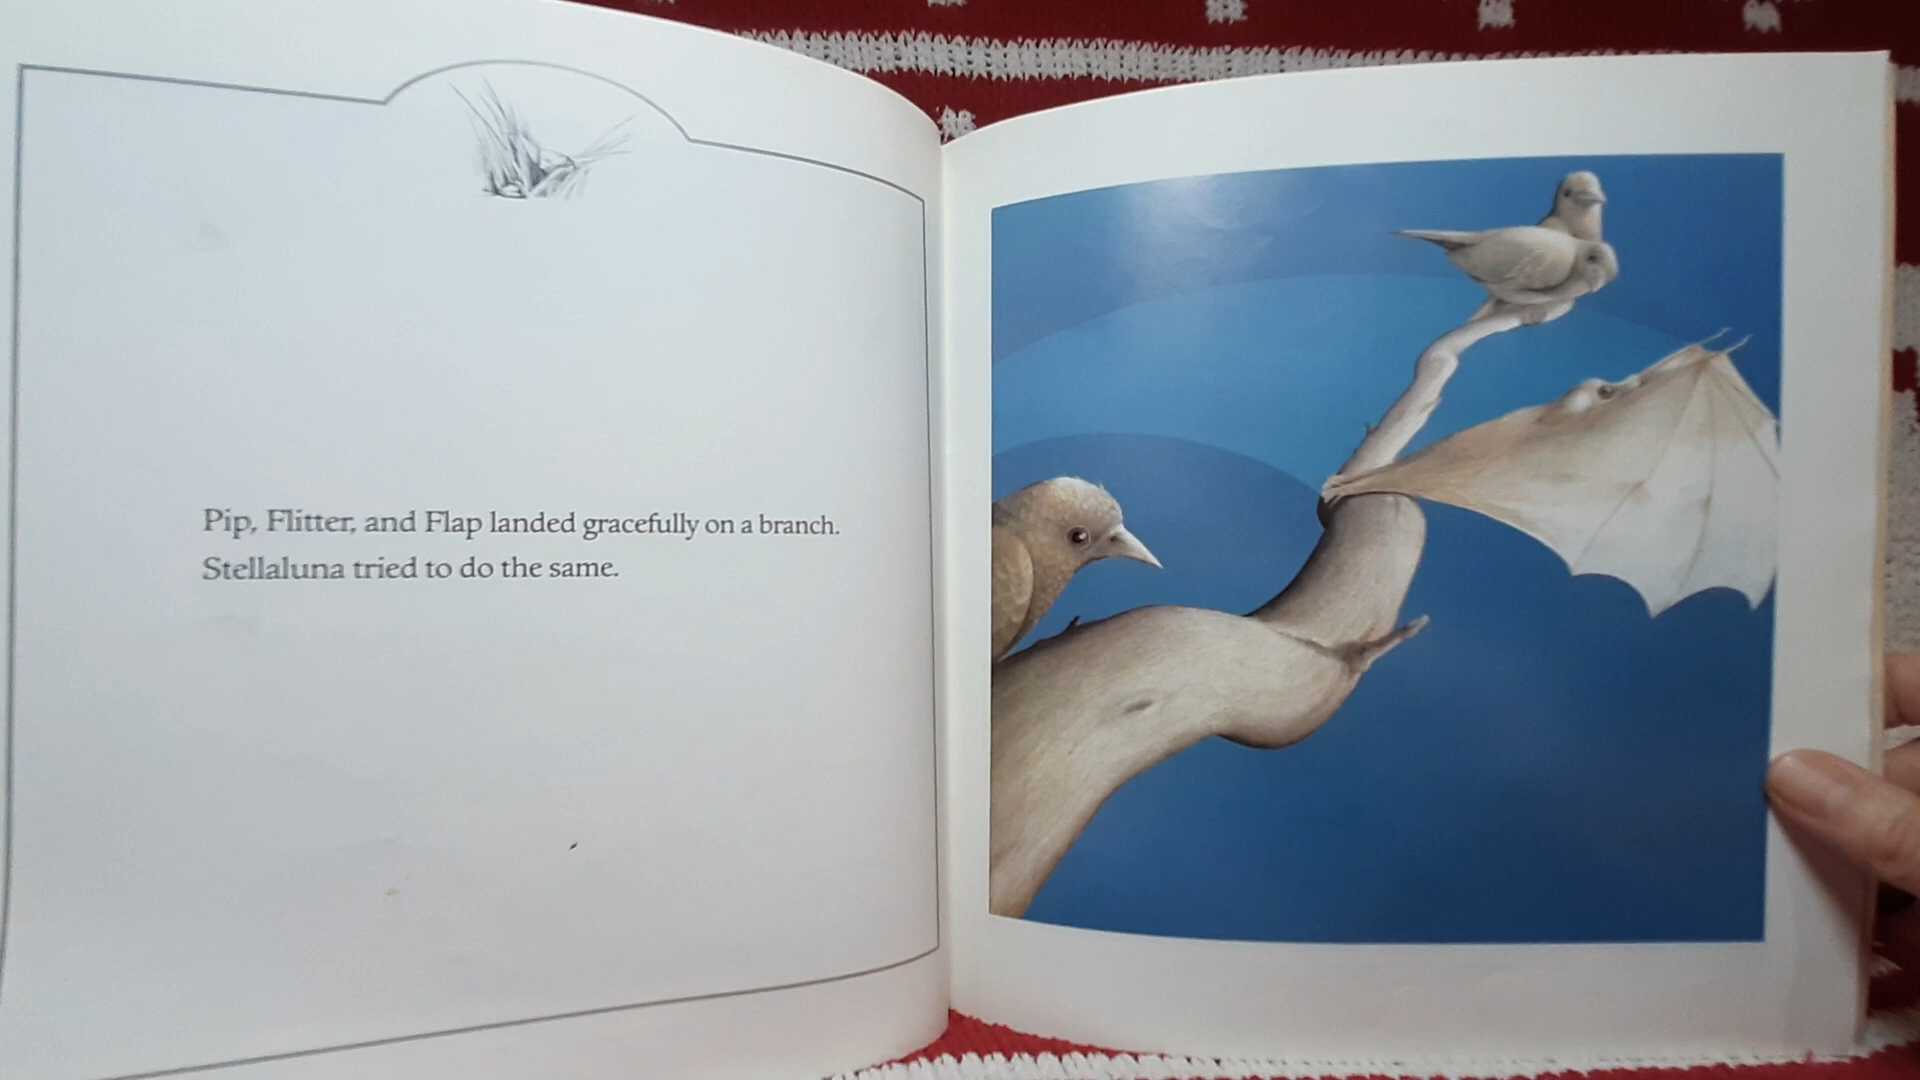 Pip, Flitter, and Flap landed gracefully on a branch.
Stellaluna tried to do the same.